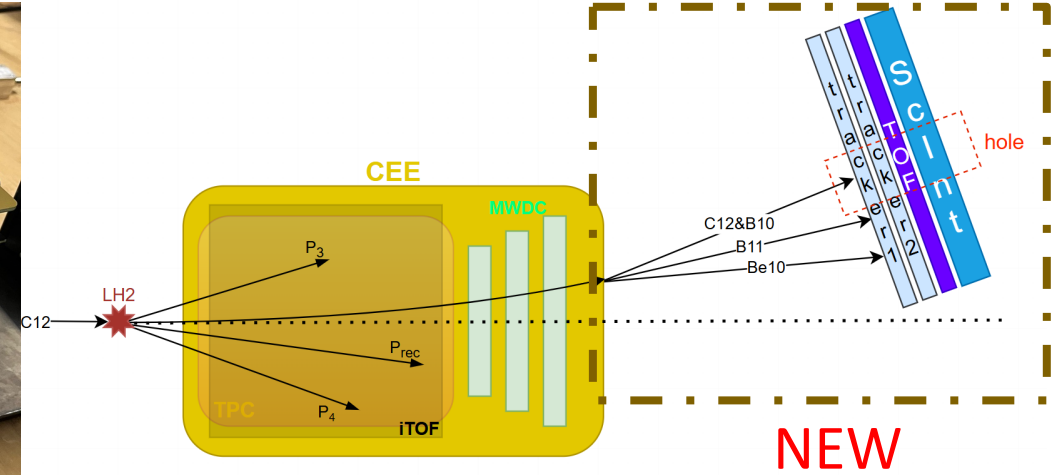 CEE
MWDC
P3
LH2
C12
Prec
P4
TPC
iTOF
C12&B10
B11
Be10
tracker1
tracker2
TOF
ScInt
hole
NEW